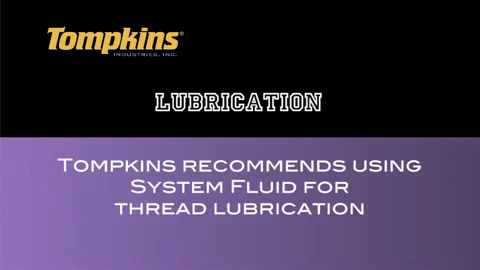 Tompkins®
INDUSTRIES, INC.
LUBRICATION
TOMPKINS RECOMMENDS USING
SYSTEM FLUID FOR
THREAD LUBRICATION